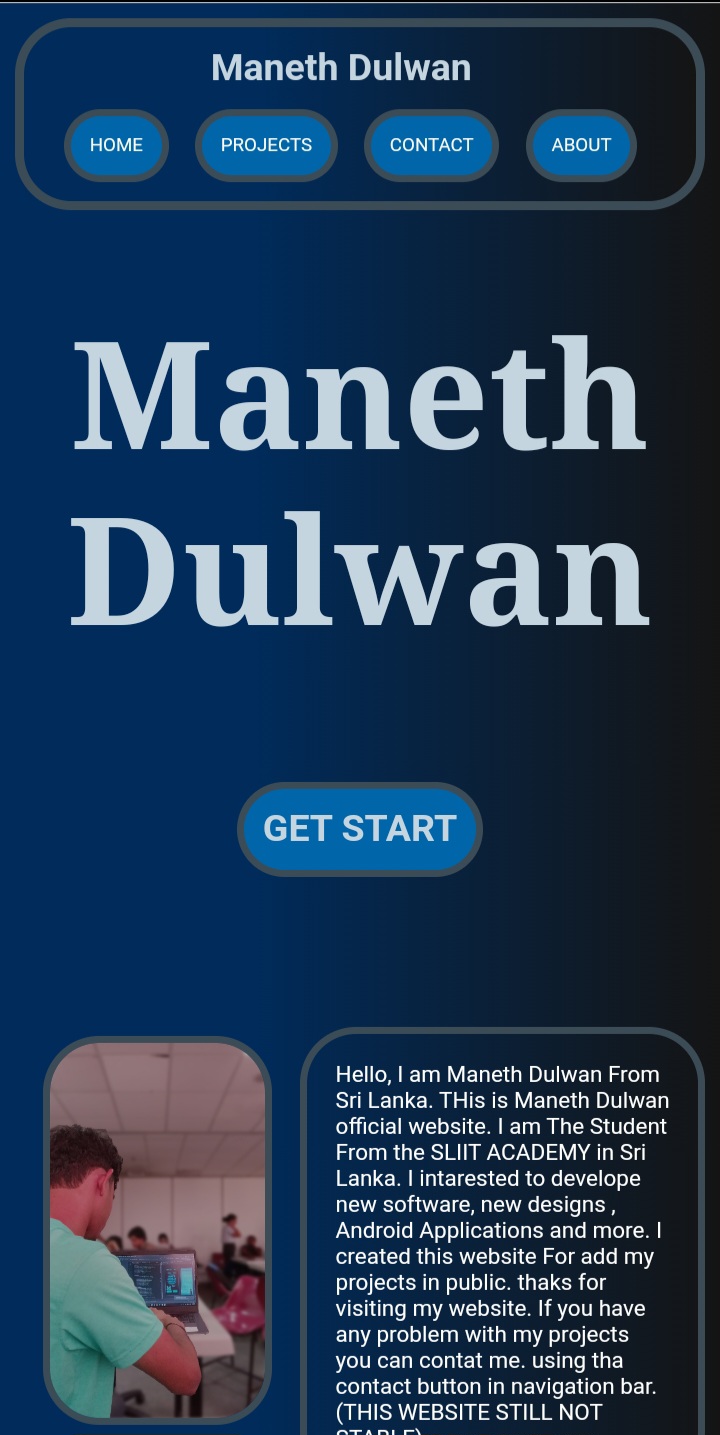 Maneth Dulwan
HOME PROJECTS CONTACT ABOUT
Maneth
Dulwan
GET START
Hello, I am Maneth Dulwan From
Sri Lanka. THis is Maneth Dulwan
official website. I am The Student
From the SLIIT ACADEMY in Sri
Lanka. I intarested to develope
new software, new designs ,
Android Applications and more. I
created this website For add my
projects in public. thaks for
visiting my website. If you have
any problem with my projects
you can contat me. using tha
contact button in navigation bar.
(THIS WEBSITE STILL NOT
STABLE)